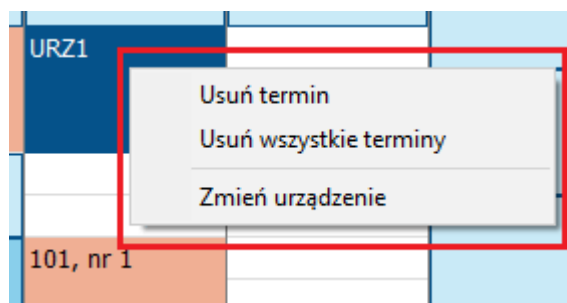 URZ1
Usuń termin
Usuń wszystkie terminy
Zmień urządzenie
101, nr 1